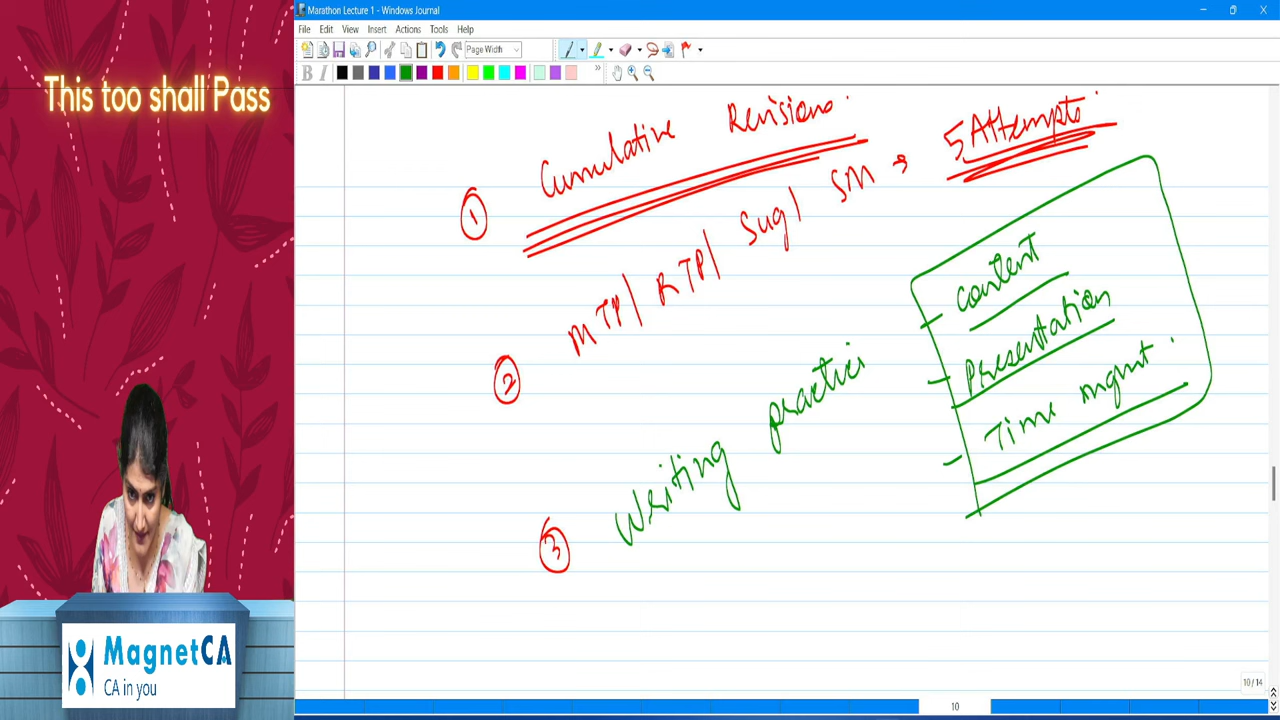 Marathon Lecture 1 - Windows Journal
File Edit View Insert Actions Tools Help
Page Width
B I
This too shall Pass
① Cumulative Revisions.
② MTP/ RTP/ Sug/ SM → 5 Attempts.
③ Writing practice
- Content
- Presentation
- Time mgmt.
MagnetCA
CA in you
10/14
10